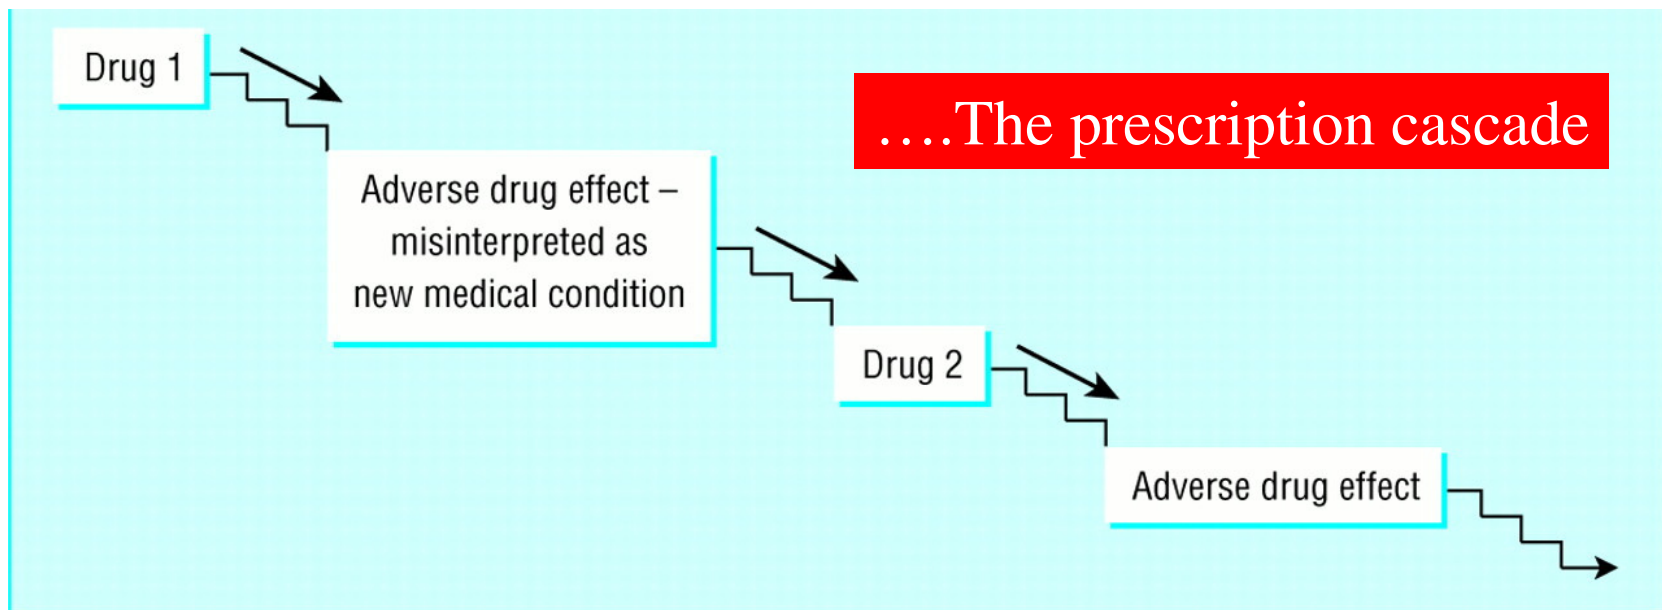 Drug 1
....The prescription cascade
Adverse drug effect –
misinterpreted as
new medical condition
Drug 2
Adverse drug effect